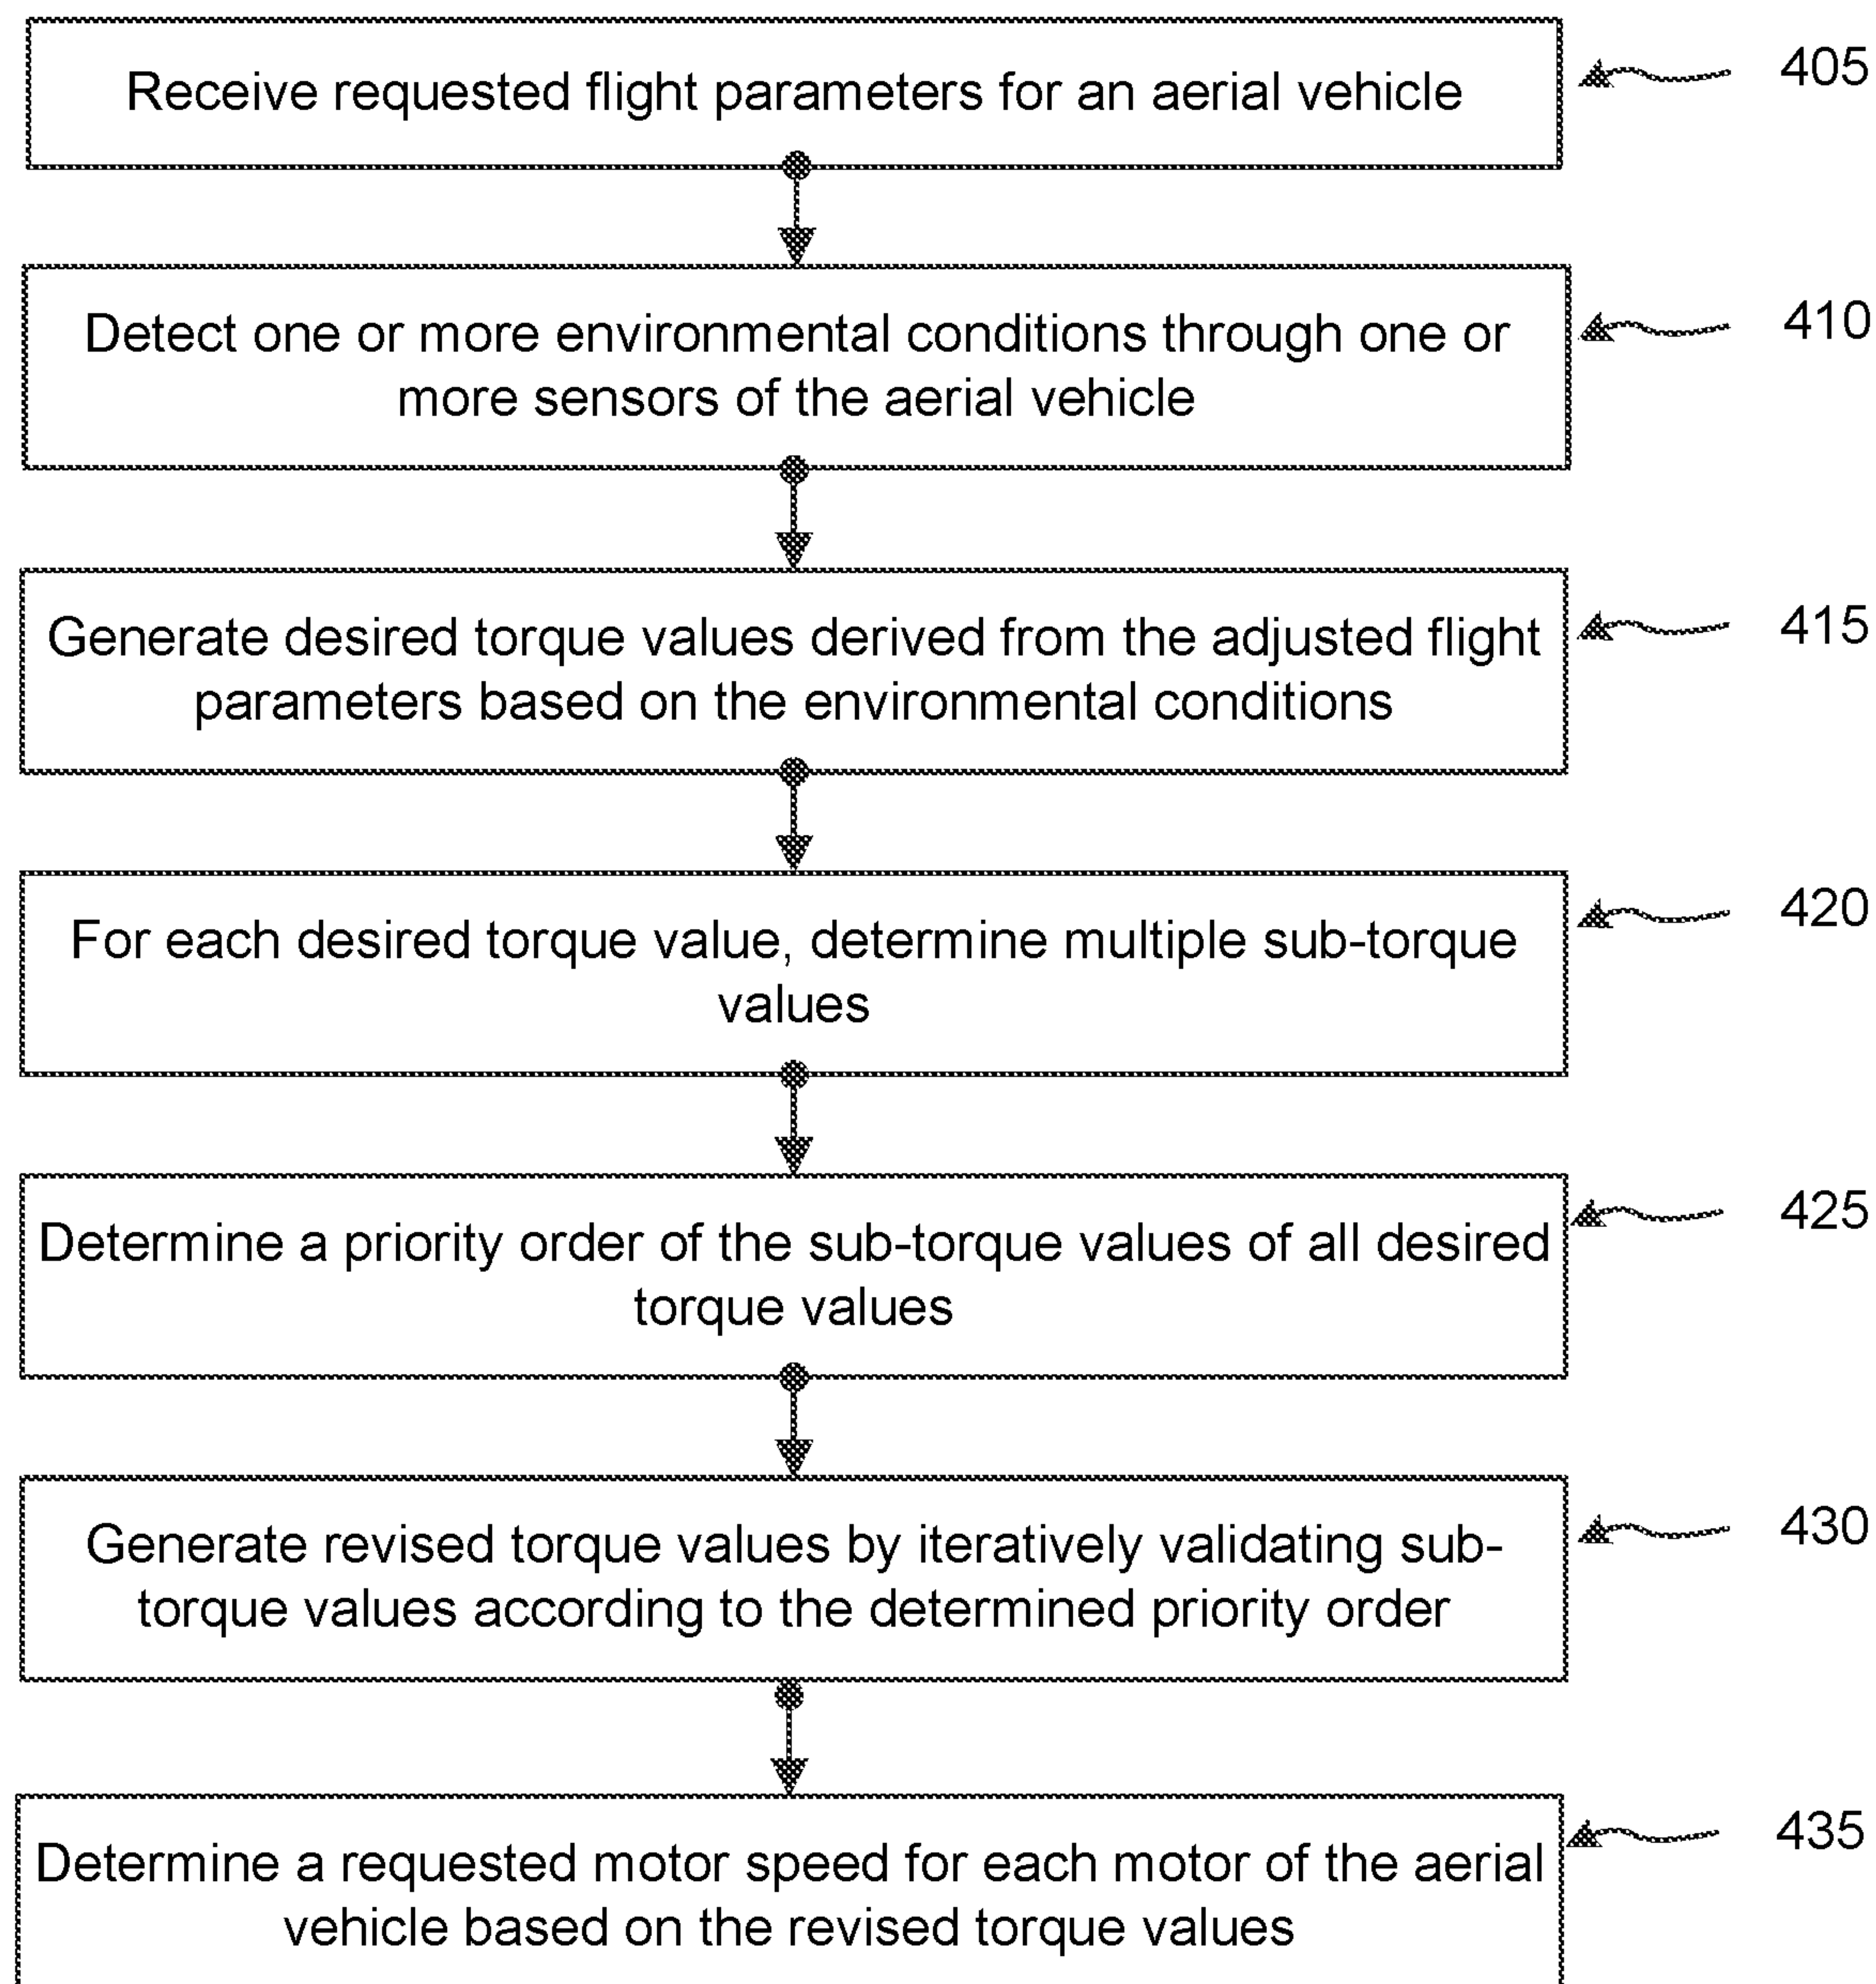 Receive requested flight parameters for an aerial vehicle
405
Detect one or more environmental conditions through one or
more sensors of the aerial vehicle
410
Generate desired torque values derived from the adjusted flight
parameters based on the environmental conditions
415
For each desired torque value, determine multiple sub-torque
values
420
Determine a priority order of the sub-torque values of all desired
torque values
425
Generate revised torque values by iteratively validating sub-
torque values according to the determined priority order
430
Determine a requested motor speed for each motor of the aerial
vehicle based on the revised torque values
435